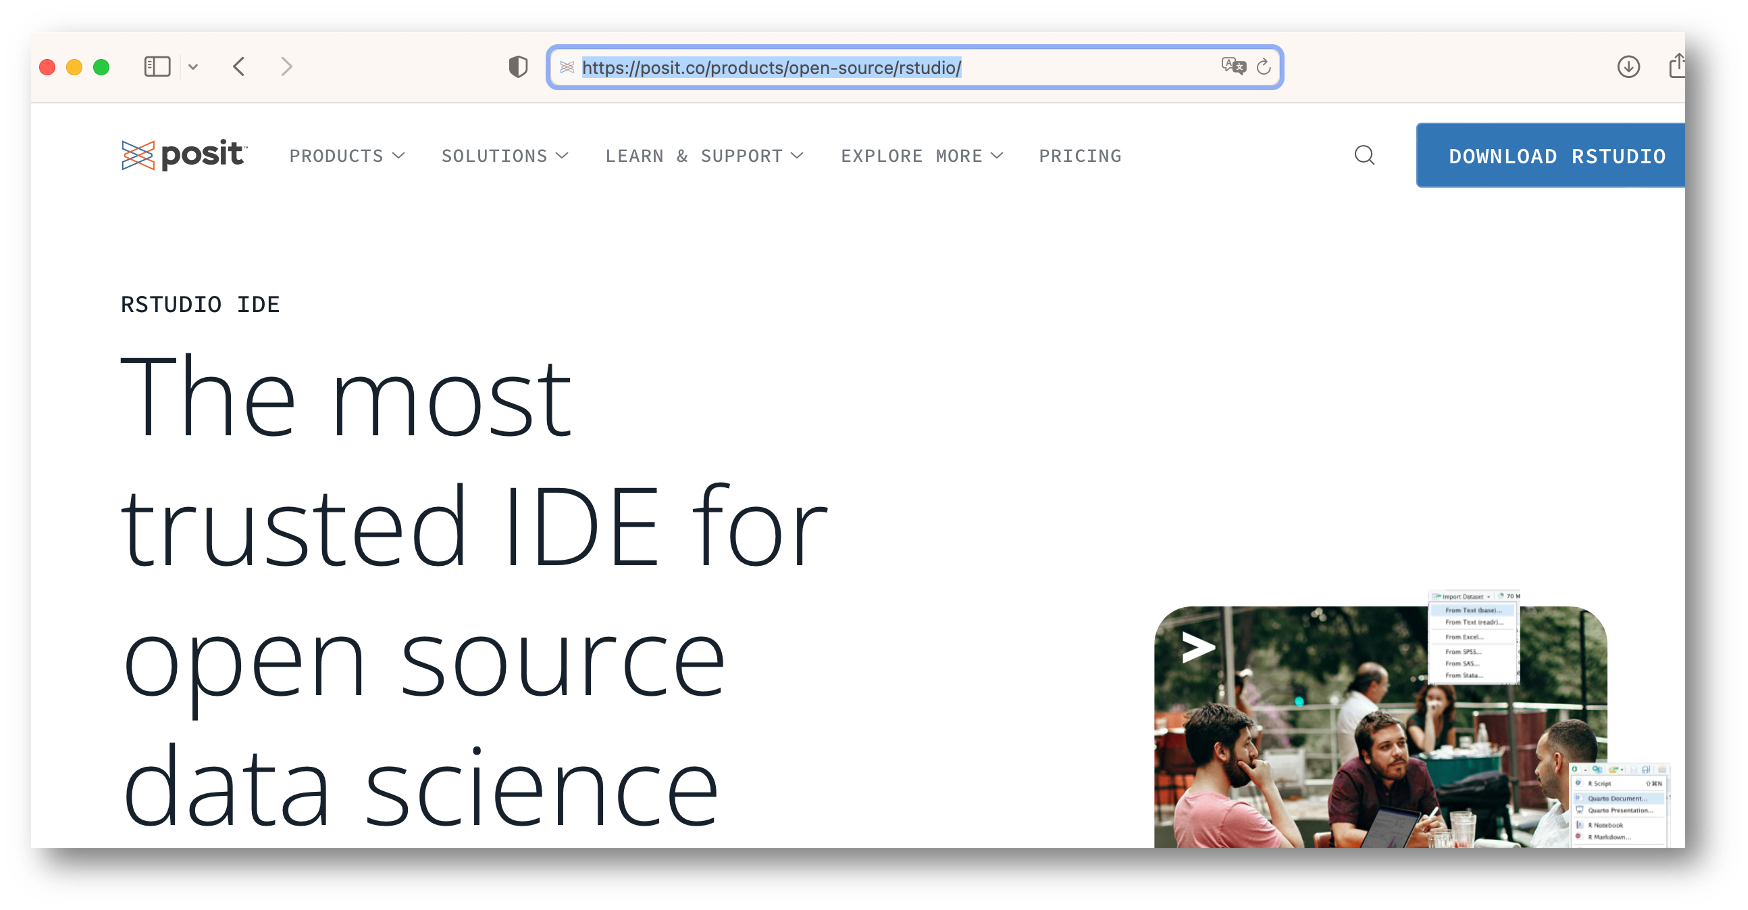 https://posit.co/products/open-source/rstudio/
posit™
PRODUCTS
SOLUTIONS
LEARN & SUPPORT
EXPLORE MORE
PRICING
DOWNLOAD RSTUDIO
RSTUDIO IDE
The most
trusted IDE for
open source
data science
Import Dataset
70 M
From Text (base)...
From Text (readr)...
From Excel...
From SPSS...
From SAS...
From Stata...
R Script ⇧⌘N
Quarto Document...
Quarto Presentation...
R Notebook
R Markdown...